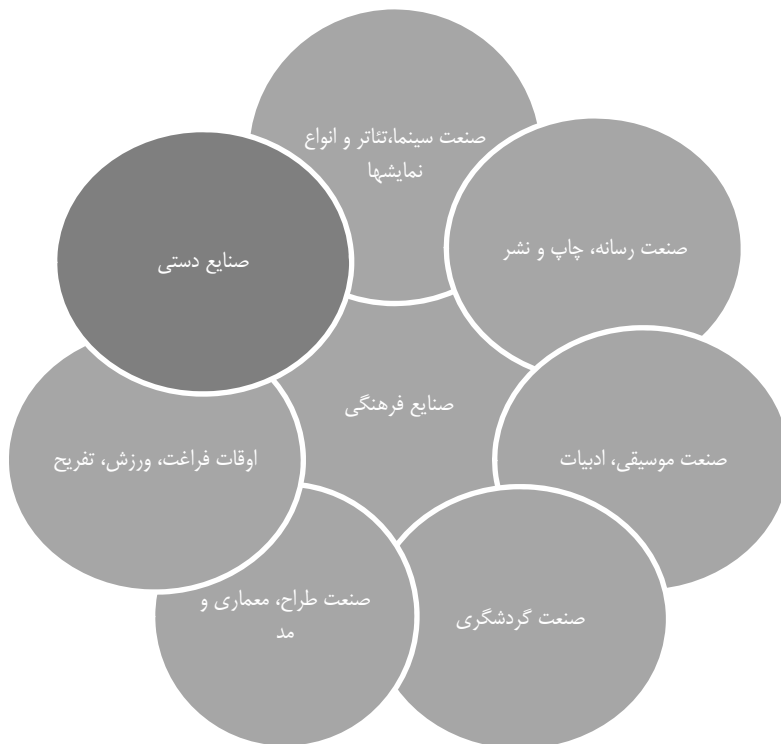 صنعت سینما،تئاتر و انواع
نمایشها
صنعت رسانه، چاپ و نشر
صنایع دستی
صنایع فرهنگی
صنعت موسیقی، ادبیات
اوقات فراغت، ورزش، تفریح
صنعت گردشگری
صنعت طراح، معماری و
مد